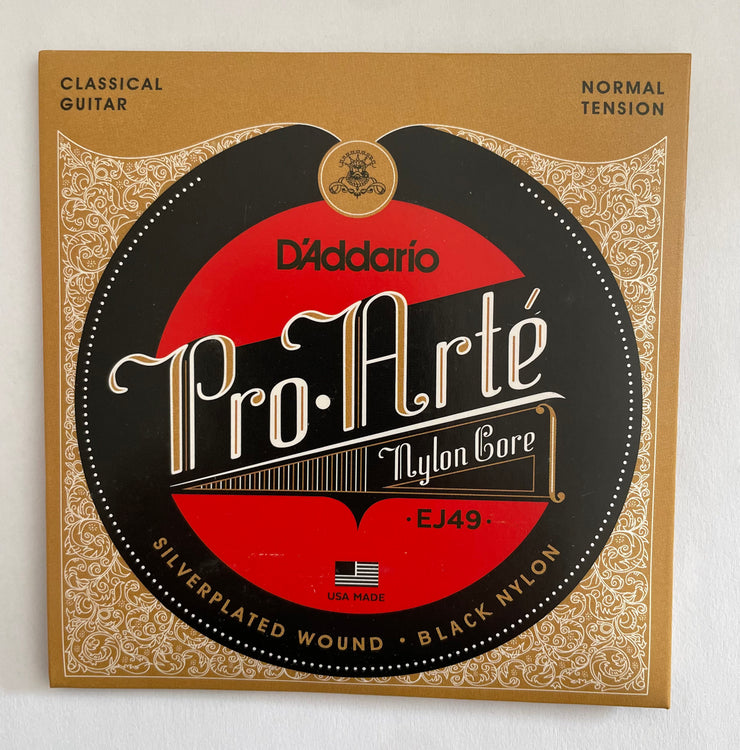 CLASSICAL
GUITAR
NORMAL
TENSION
D'Addario
Pro·Arté
Nylon Core
·EJ49·
USA MADE
SILVERPLATED WOUND · BLACK NYLON